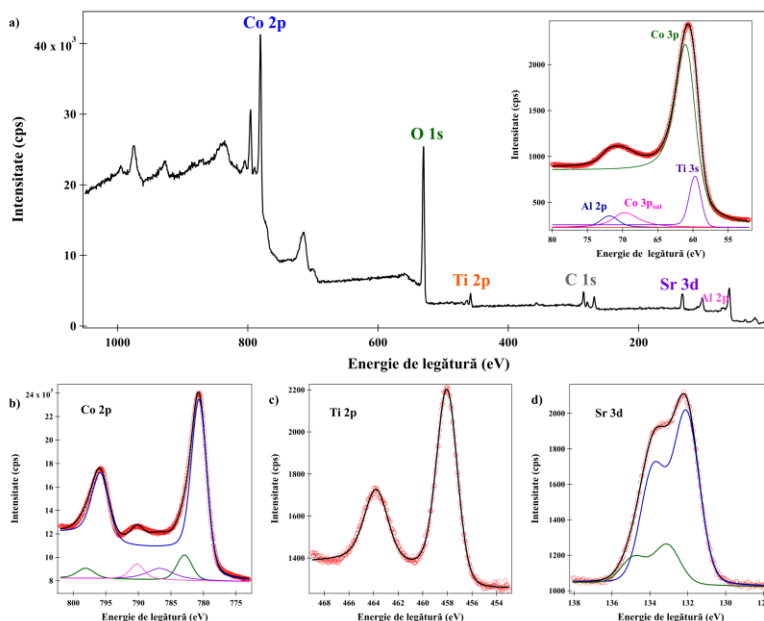 a)
Co 2p
40 x 10³
30
20
10
0
Intensitate (cps)
O 1s
Ti 2p
C 1s
Sr 3d
Al 2p
1000
800
600
400
200
Energie de legătură (eV)
Co 3p
2000
1500
1000
500
Intensitate (cps)
Ti 3s
Al 2p
Co 3psat
80
75
70
65
60
55
Energie de legătură (eV)
b)
24 x 10³
22
20
18
16
14
12
10
8
Co 2p
Intensitate (cps)
800
795
790
785
780
775
Energie de legătură (eV)
c)
2200
2000
1800
1600
1400
Ti 2p
Intensitate (cps)
468
466
464
462
460
458
456
454
Energie de legătură (eV)
d)
2000
1800
1600
1400
1200
1000
Sr 3d
Intensitate (cps)
138
136
134
132
130
Energie de legătură (eV)